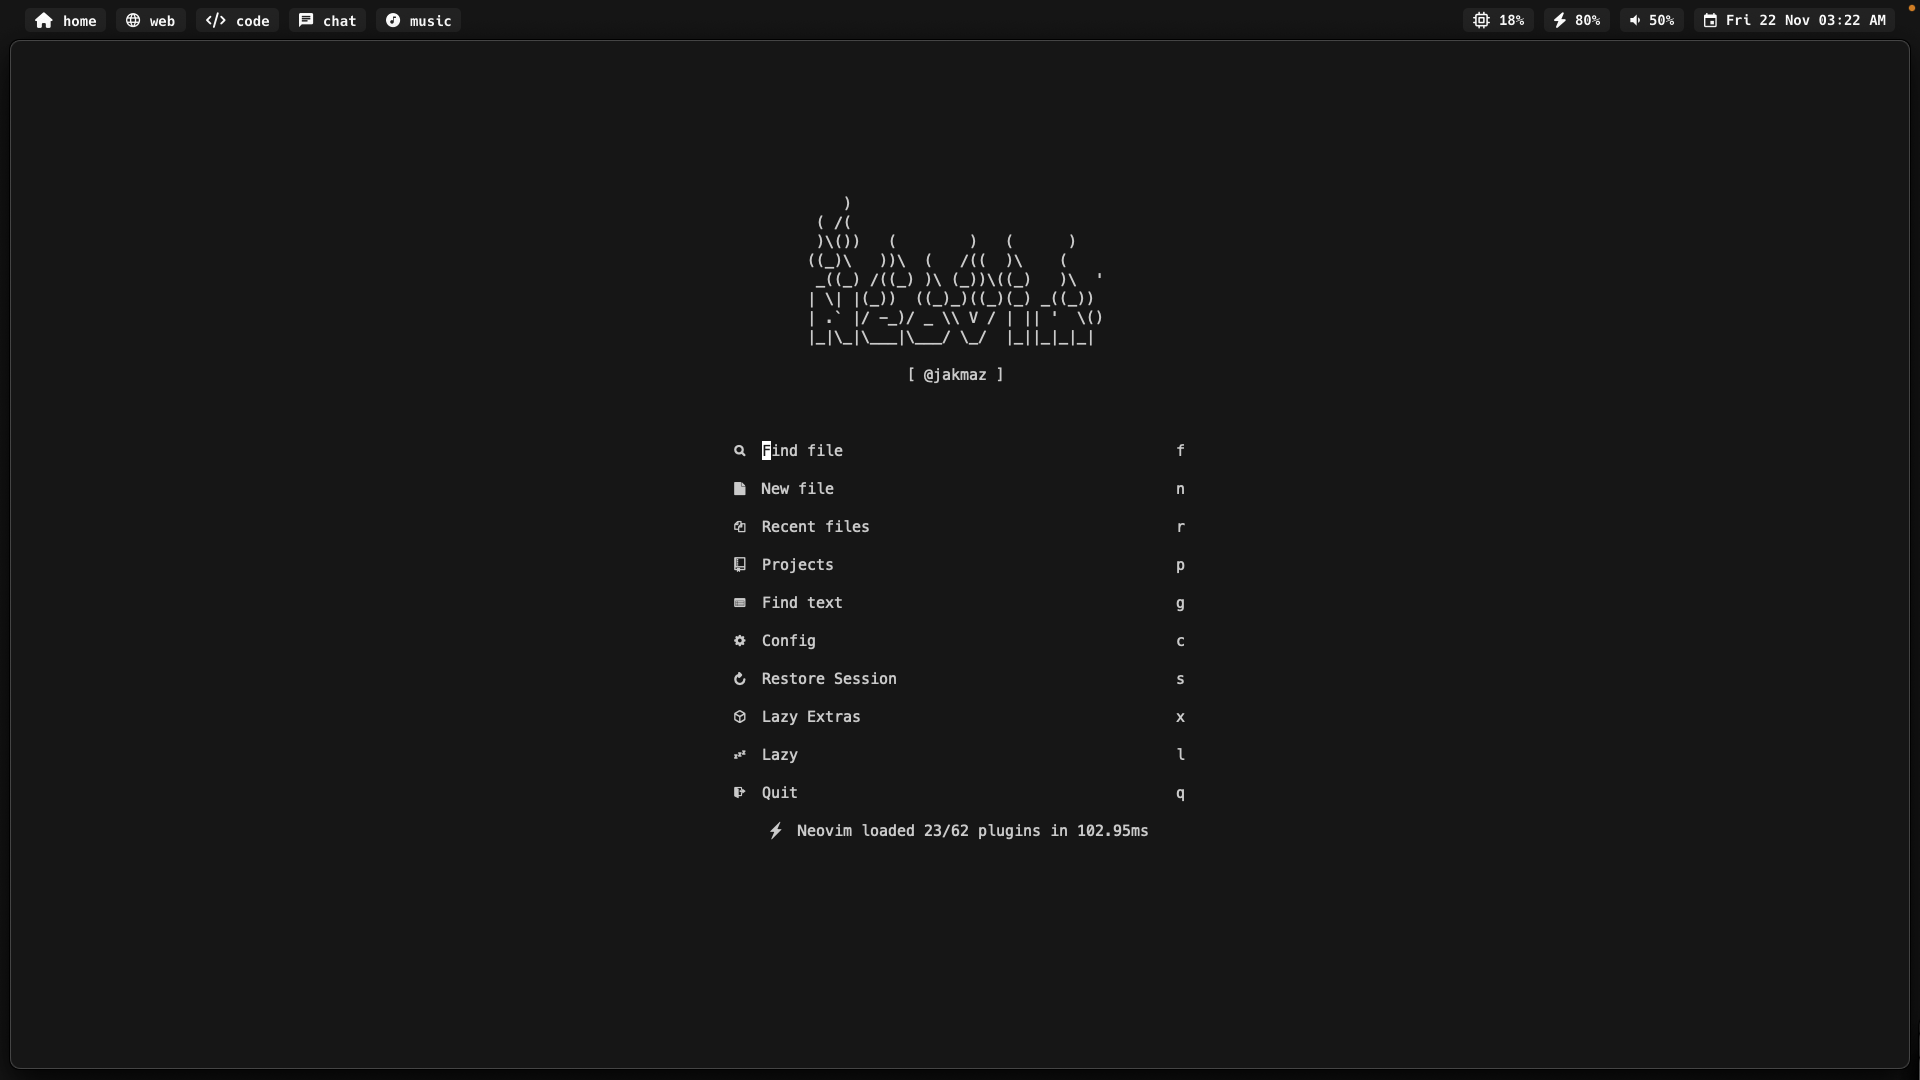 home web code chat music 18% 80% 50% Fri 22 Nov 03:22 AM
         )
      ( /(
      )\())   (        )   (      )
     ((_)\   ))\  (   /((  )\    (
      _((_) /((_) )\ (_))\((_)   )\  '
     | \| |(_))  ((_)_)((_)(_) _((_))
     | .` |/ -_)/ _ \\ V / | || '  \()
     |_|\_|\___|\___/ \_/  |_||_|_|_|
[ @jakmaz ]
Find file f
New file n
Recent files r
Projects p
Find text g
Config c
Restore Session s
Lazy Extras x
Lazy l
Quit q
Neovim loaded 23/62 plugins in 102.95ms